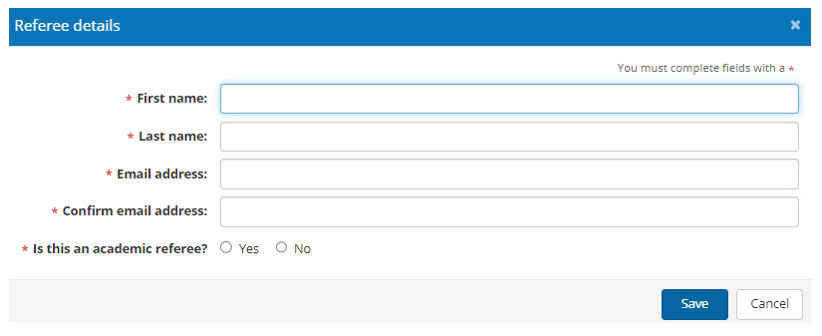 Referee details ×
You must complete fields with a *
* First name:
* Last name:
* Email address:
* Confirm email address:
* Is this an academic referee? Yes No
Save Cancel